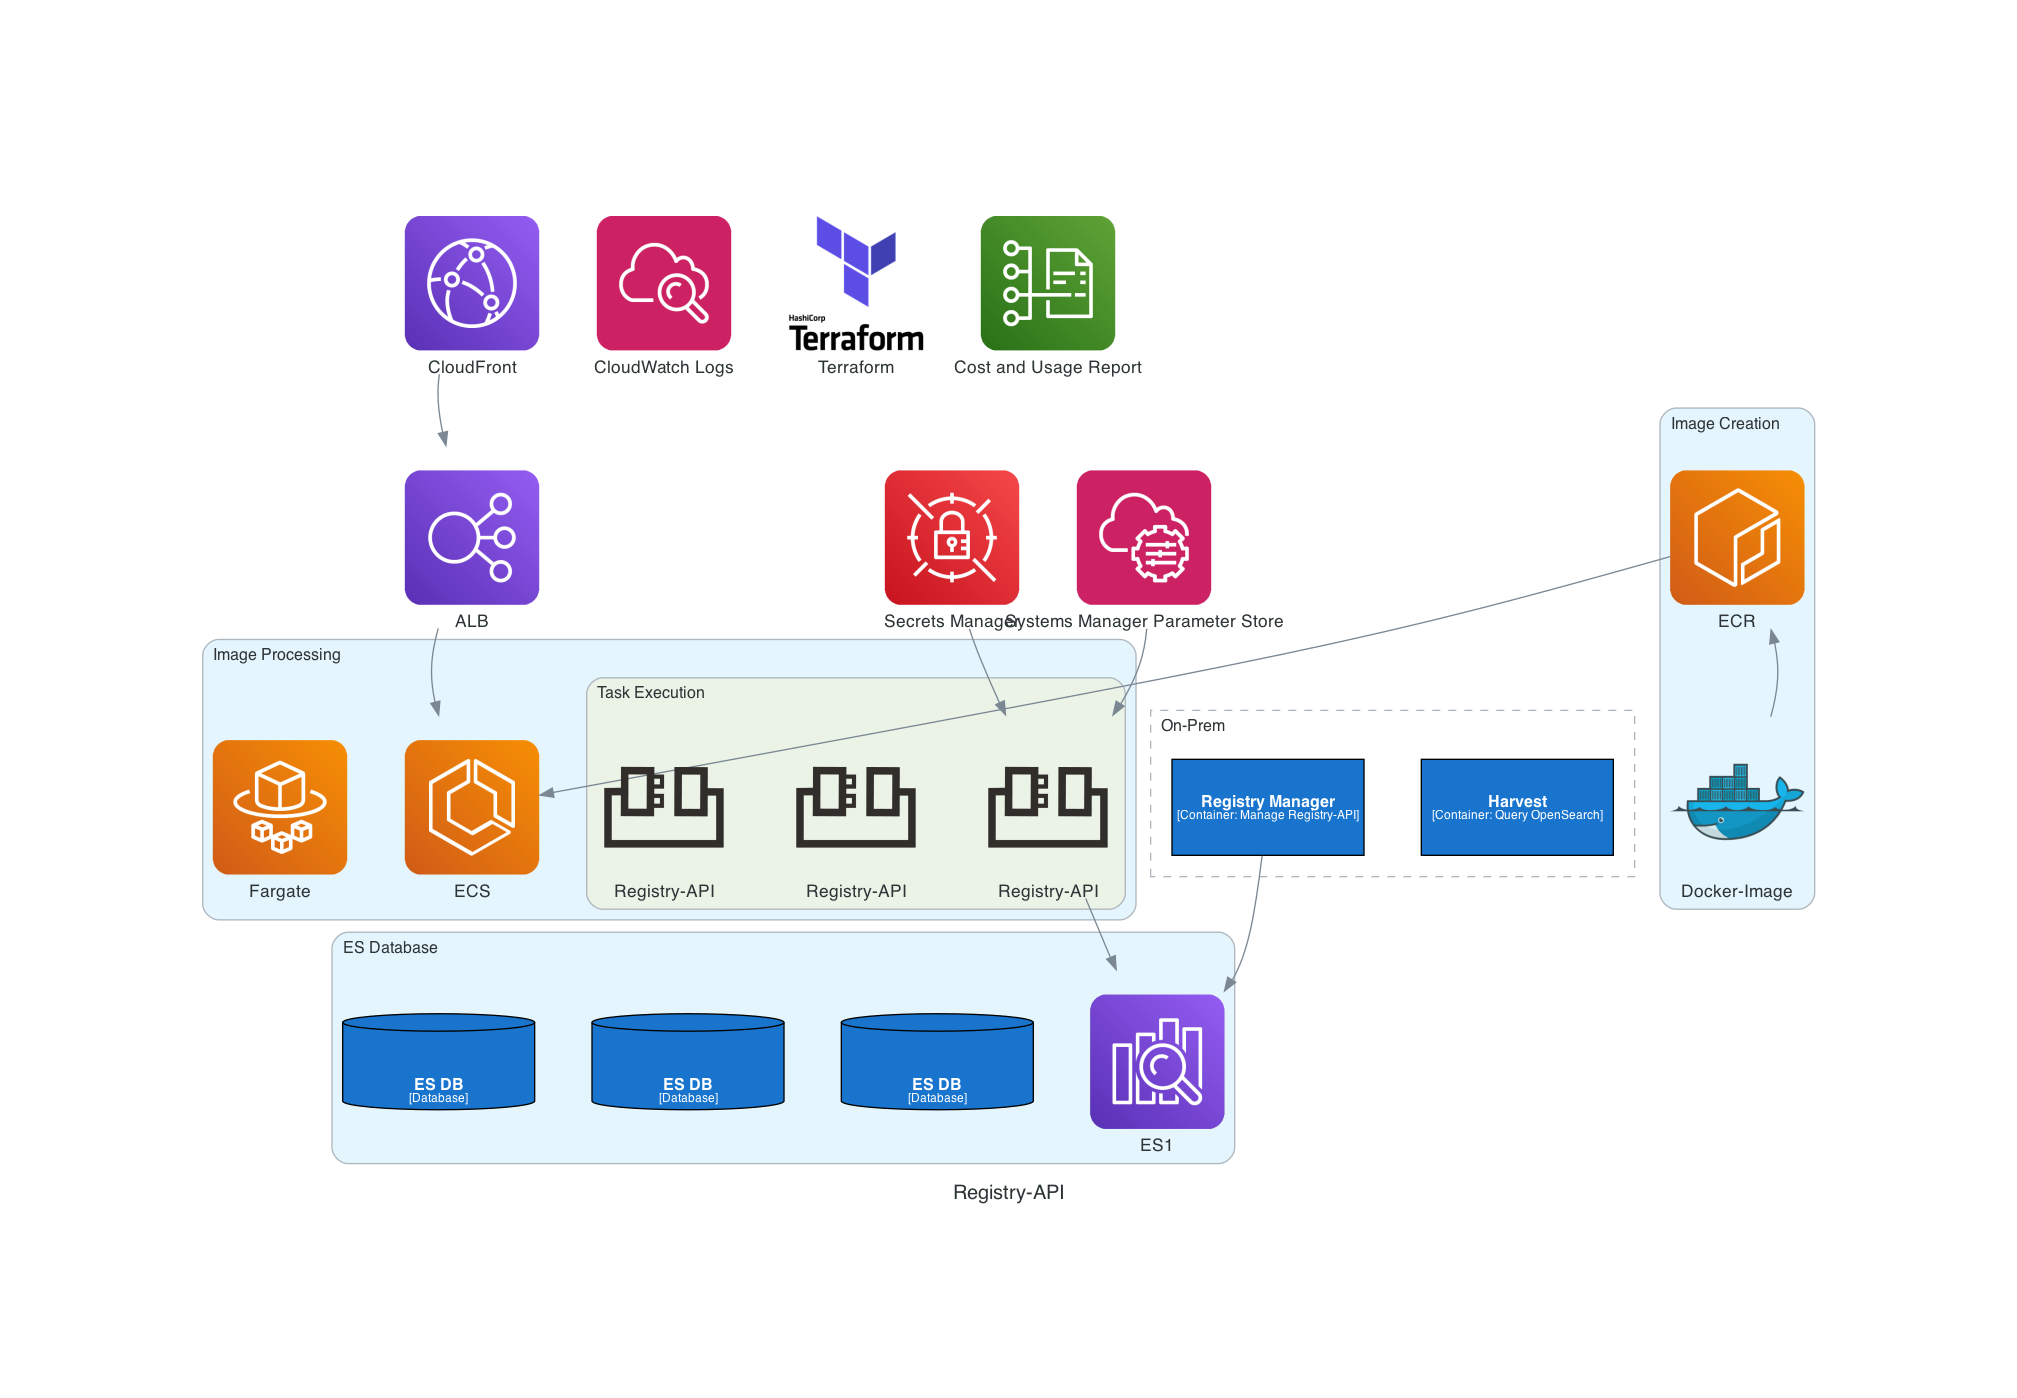 HashiCorp
Terraform
CloudFront
CloudWatch Logs
Terraform
Cost and Usage Report
Image Creation
ALB
Secrets Manager
Systems Manager Parameter Store
ECR
Image Processing
Task Execution
On-Prem
Registry Manager
[Container: Manage Registry-API]
Harvest
[Container: Query OpenSearch]
Fargate
ECS
Registry-API
Registry-API
Registry-API
Docker-Image
ES Database
ES DB
[Database]
ES DB
[Database]
ES DB
[Database]
ES1
Registry-API